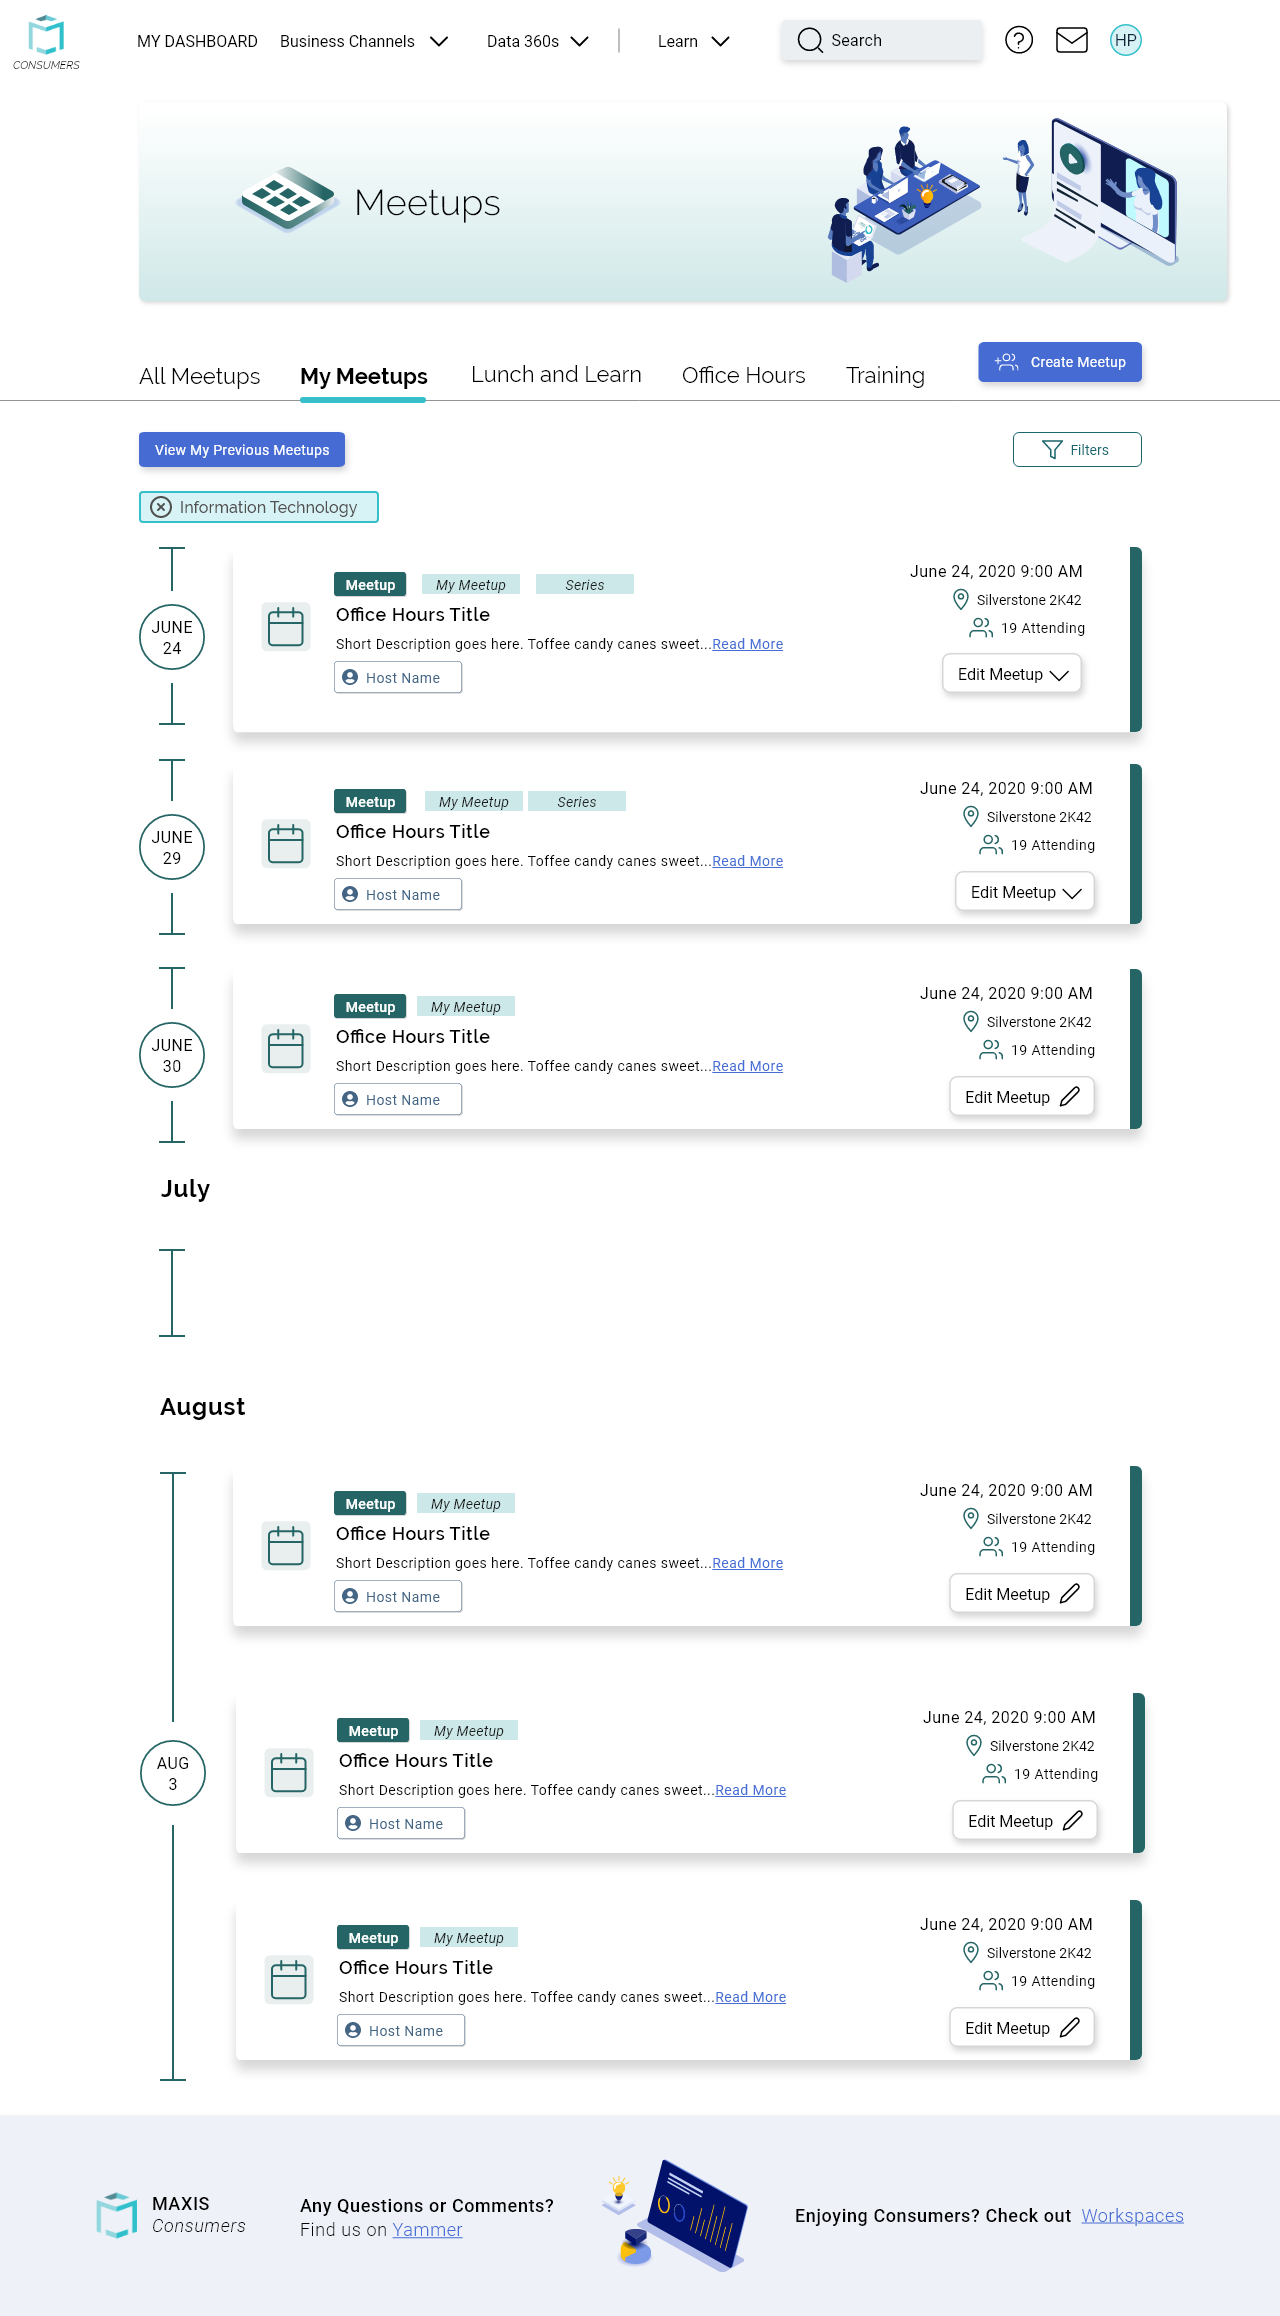 CONSUMERS
MY DASHBOARD Business Channels Data 360s Learn Search HP
Meetups
All Meetups My Meetups Lunch and Learn Office Hours Training Create Meetup
View My Previous Meetups Filters
Information Technology
JUNE
24
Meetup My Meetup Series
Office Hours Title
Short Description goes here. Toffee candy canes sweet...Read More
Host Name
June 24, 2020 9:00 AM
Silverstone 2K42
19 Attending
Edit Meetup
JUNE
29
Meetup My Meetup Series
Office Hours Title
Short Description goes here. Toffee candy canes sweet...Read More
Host Name
June 24, 2020 9:00 AM
Silverstone 2K42
19 Attending
Edit Meetup
JUNE
30
Meetup My Meetup
Office Hours Title
Short Description goes here. Toffee candy canes sweet...Read More
Host Name
June 24, 2020 9:00 AM
Silverstone 2K42
19 Attending
Edit Meetup
July
August
Meetup My Meetup
Office Hours Title
Short Description goes here. Toffee candy canes sweet...Read More
Host Name
June 24, 2020 9:00 AM
Silverstone 2K42
19 Attending
Edit Meetup
AUG
3
Meetup My Meetup
Office Hours Title
Short Description goes here. Toffee candy canes sweet...Read More
Host Name
June 24, 2020 9:00 AM
Silverstone 2K42
19 Attending
Edit Meetup
Meetup My Meetup
Office Hours Title
Short Description goes here. Toffee candy canes sweet...Read More
Host Name
June 24, 2020 9:00 AM
Silverstone 2K42
19 Attending
Edit Meetup
MAXIS
Consumers
Any Questions or Comments?
Find us on Yammer
Enjoying Consumers? Check out Workspaces